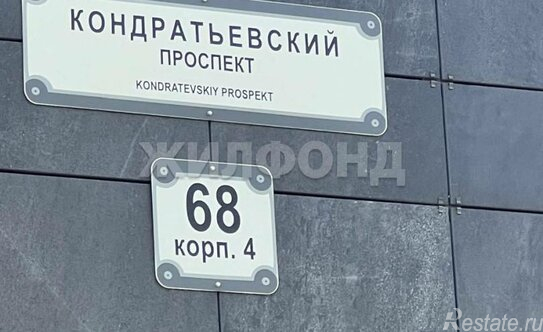 КОНДРАТЬЕВСКИЙ
ПРОСПЕКТ
KONDRATEVSKIY PROSPEKT
ЖИЛФОНД
68
корп. 4
Restate.ru